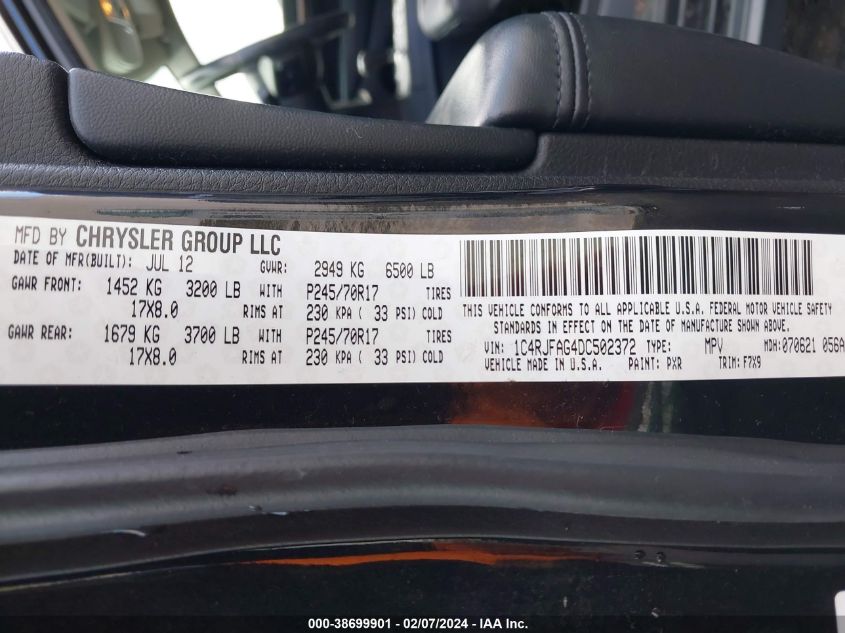 MFD BY CHRYSLER GROUP LLC
DATE OF MFR(BUILT): JUL 12 GVWR: 2949 KG 6500 LB
GAWR FRONT: 1452 KG 3200 LB WITH P245/70R17 TIRES
17X8.0 RIMS AT 230 KPA ( 33 PSI) COLD
GAWR REAR: 1679 KG 3700 LB WITH P245/70R17 TIRES
17X8.0 RIMS AT 230 KPA ( 33 PSI) COLD
THIS VEHICLE CONFORMS TO ALL APPLICABLE U.S.A. FEDERAL MOTOR VEHICLE SAFETY
STANDARDS IN EFFECT ON THE DATE OF MANUFACTURE SHOWN ABOVE.
VIN: 1C4RJFAG4DC502372 TYPE: MPV MDH:070621 056A
VEHICLE MADE IN U.S.A. PAINT: PXR TRIM: F7X9
000-38699901 - 02/07/2024 - IAA Inc.